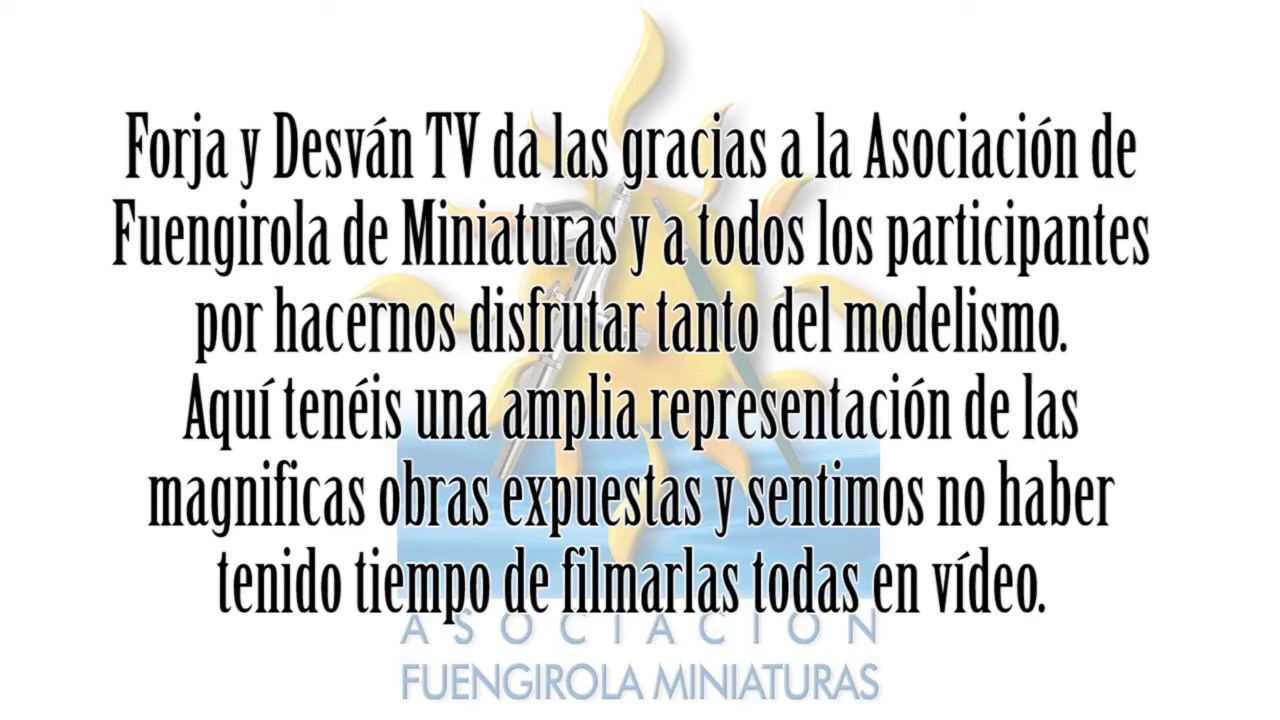 Forja y Desván TV da las gracias a la Asociación de
Fuengirola de Miniaturas y a todos los participantes
por hacernos disfrutar tanto del modelismo.
Aquí tenéis una amplia representación de las
magnificas obras expuestas y sentimos no haber
tenido tiempo de filmarlas todas en vídeo.
ASOCIACION
FUENGIROLA MINIATURAS